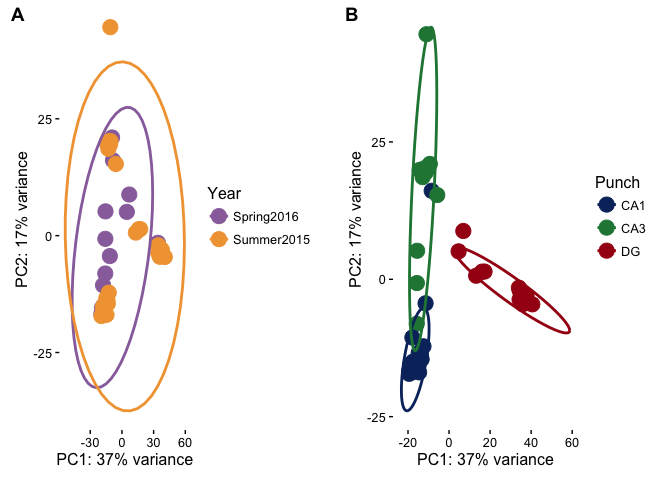 A
PC2: 17% variance
25
0
-25
-30 0 30 60
PC1: 37% variance
Year
Spring2016
Summer2015
B
PC2: 17% variance
25
0
-25
-20 0 20 40 60
PC1: 37% variance
Punch
CA1
CA3
DG